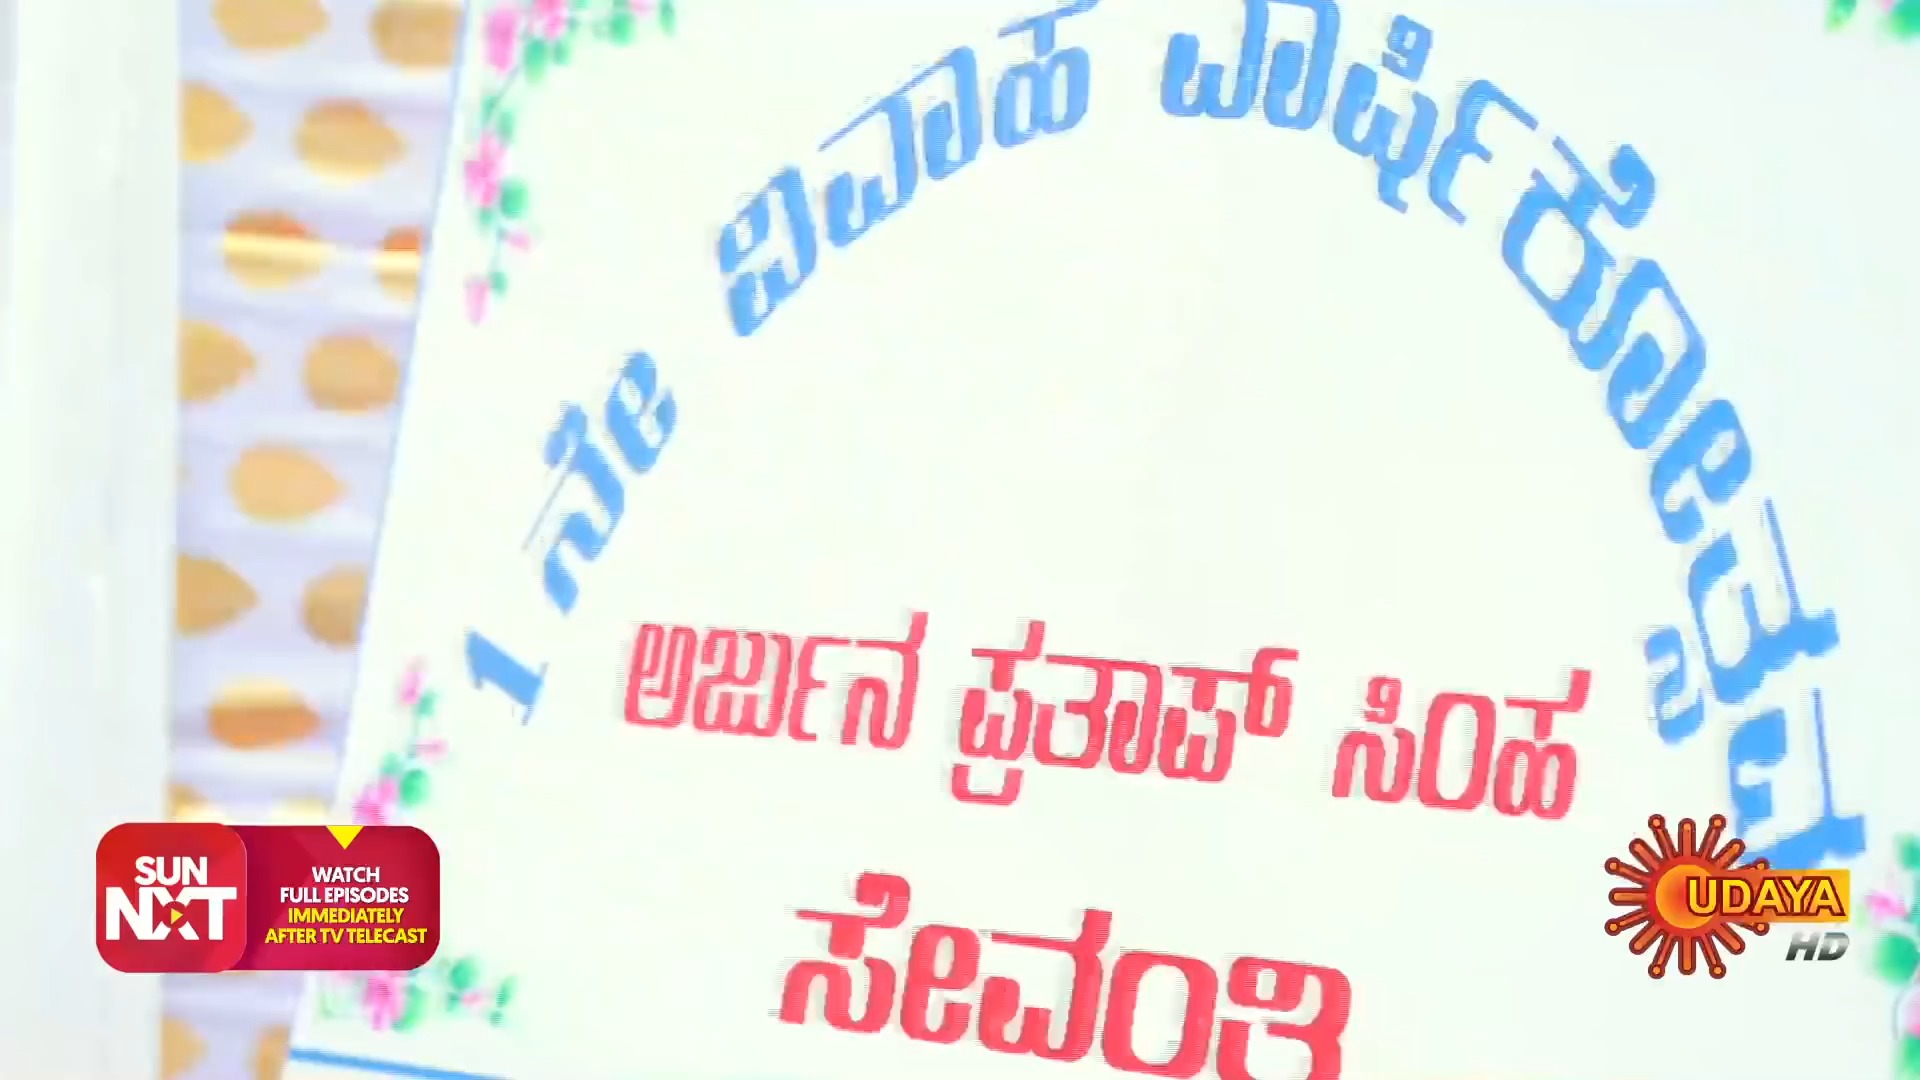 1 ನೇ ವಿವಾಹ ವಾರ್ಷಿಕೋತ್ಸವ
ಅರ್ಜುನ ಪ್ರತಾಪ್ ಸಿಂಹ
ಸೇವಂತಿ
SUN
NXT
WATCH
FULL EPISODES
IMMEDIATELY
AFTER TV TELECAST
UDAYA
HD